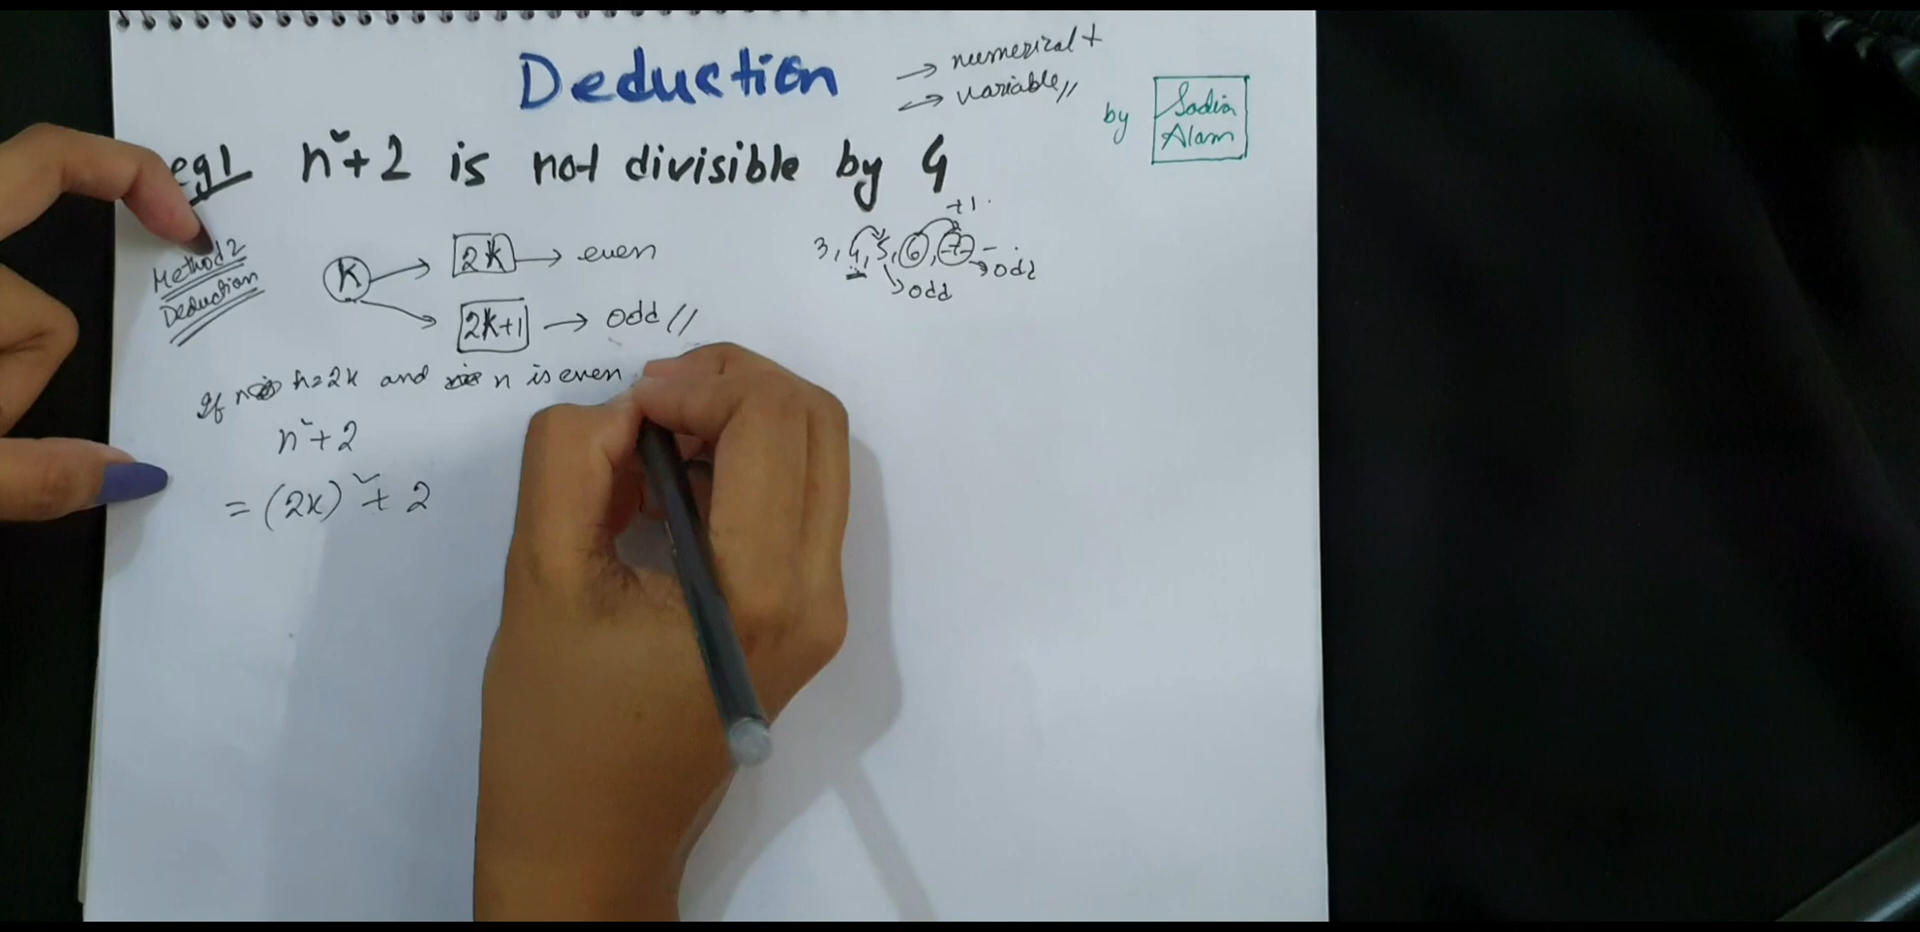 Deduction
→ numerical +
→ variable //
by Sadia Alam
eg1 n²+2 is not divisible by 4
Method 2
Deduction
K → 2K → even
→ 2K+1 → odd //
3, 4, 5, 6, 7 -
+1.
→ odd
→ odd
If n=2k and n is even
n²+2
= (2k)²+ 2